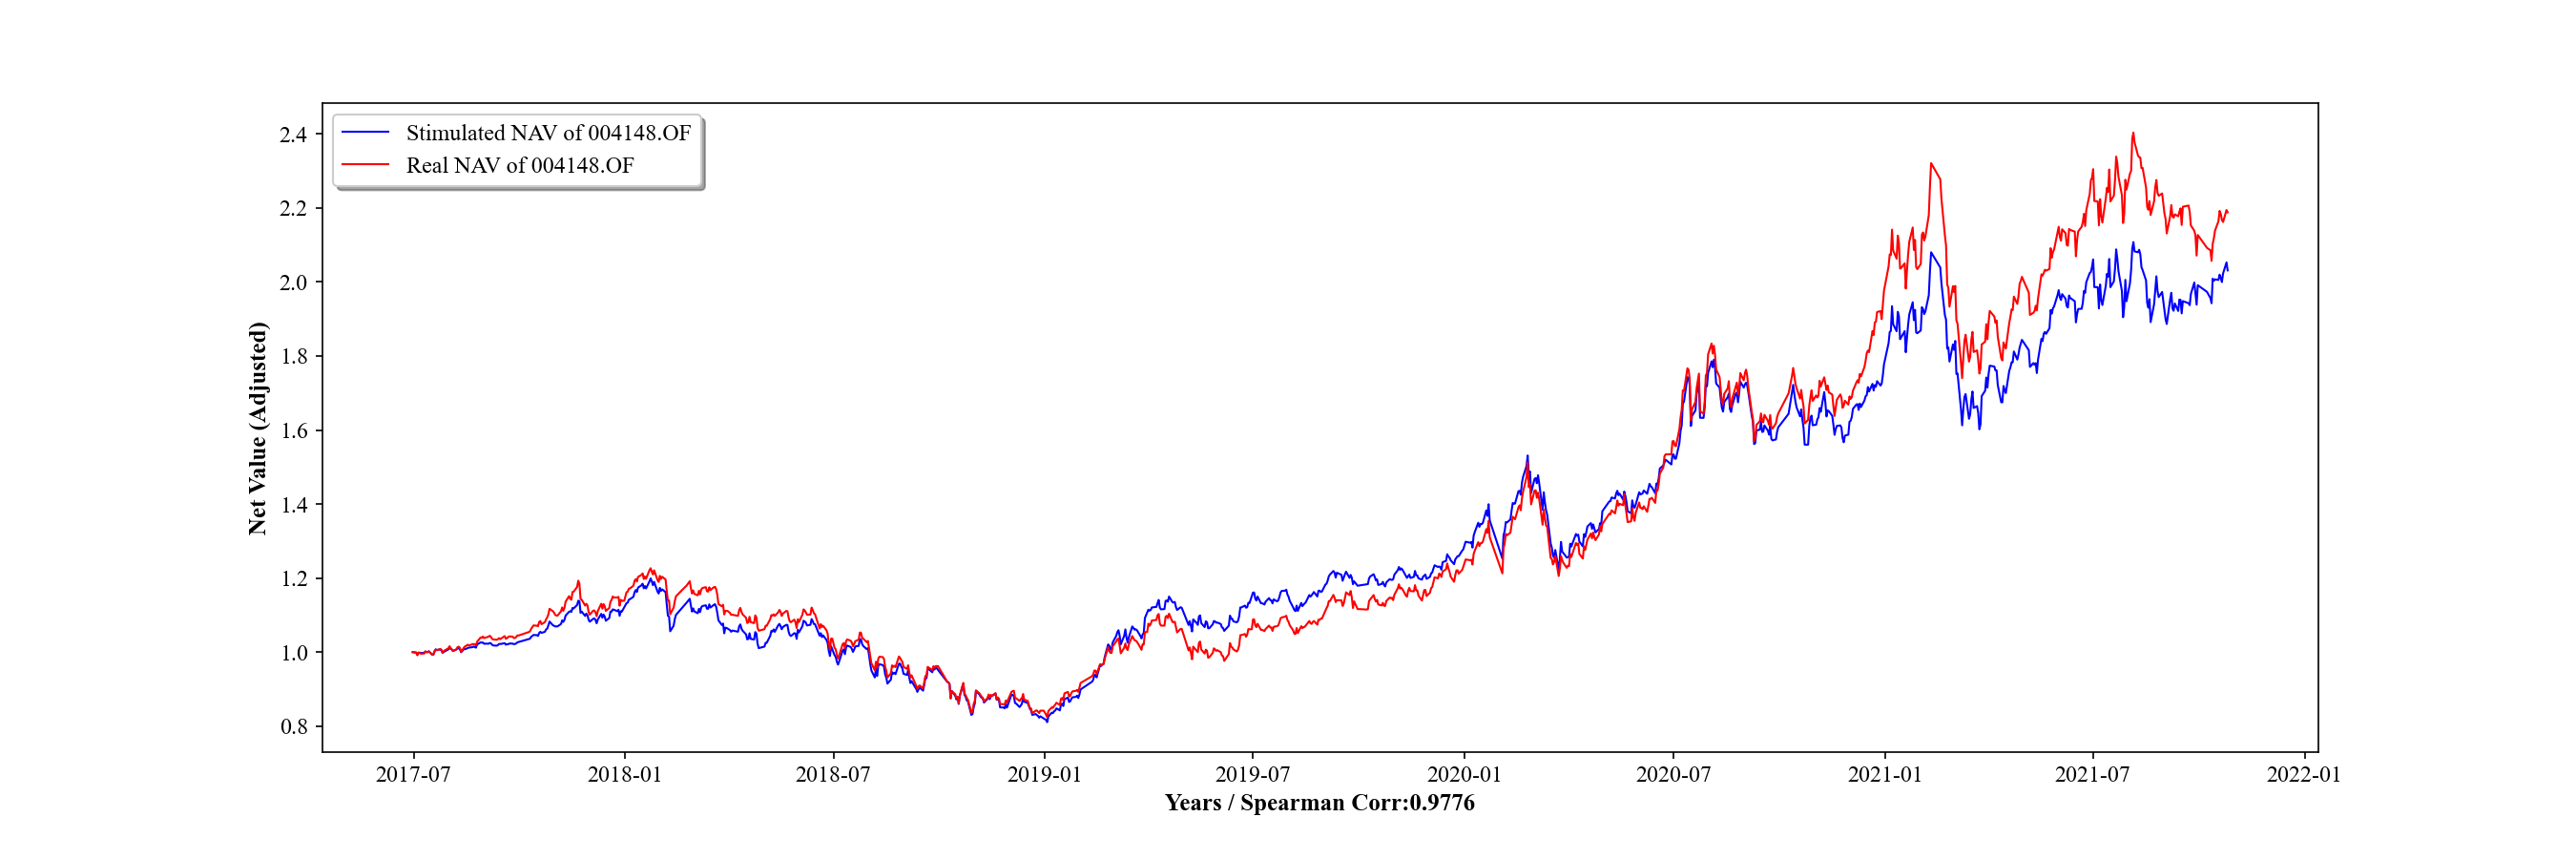 Stimulated NAV of 004148.OF
Real NAV of 004148.OF
2.4
2.2
2.0
1.8
1.6
1.4
1.2
1.0
0.8
Net Value (Adjusted)
2017-07 2018-01 2018-07 2019-01 2019-07 2020-01 2020-07 2021-01 2021-07 2022-01
Years / Spearman Corr:0.9776